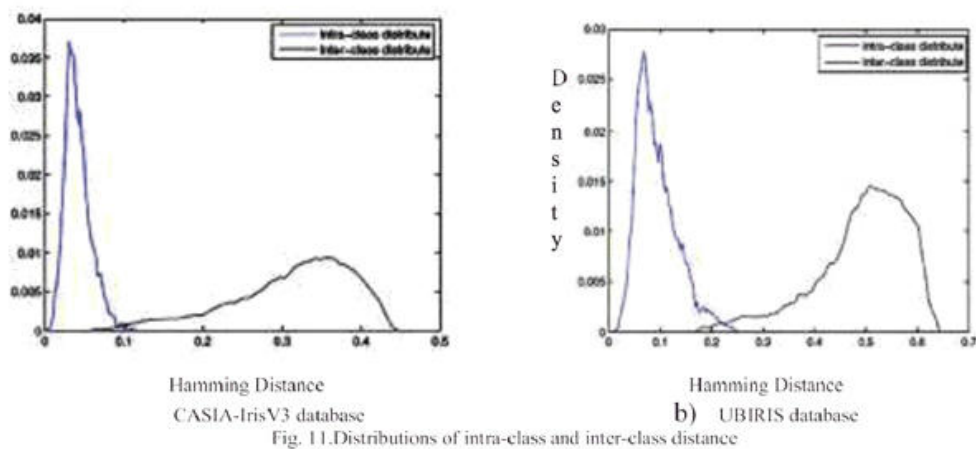 0.04
0.035
0.03
0.025
0.02
0.015
0.01
0.005
0
0 0.1 0.2 0.3 0.4 0.5
intra-class distribute
inter-class distribute
Hamming Distance
CASIA-IrisV3 database
Density
0.03
0.025
0.02
0.015
0.01
0.005
0
0 0.1 0.2 0.3 0.4 0.5 0.6 0.7
intra-class distribute
inter-class distribute
Hamming Distance
b) UBIRIS database
Fig. 11.Distributions of intra-class and inter-class distance